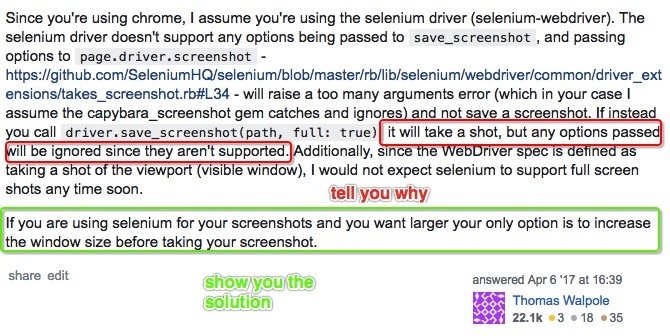 Since you're using chrome, I assume you're using the selenium driver (selenium-webdriver). The
selenium driver doesn't support any options being passed to save_screenshot , and passing
options to page.driver.screenshot -
https://github.com/SeleniumHQ/selenium/blob/master/rb/lib/selenium/webdriver/common/driver_ext
ensions/takes_screenshot.rb#L34 - will raise a too many arguments error (which in your case I
assume the capybara_screenshot gem catches and ignores) and not save a screenshot. If instead
you call driver.save_screenshot(path, full: true) it will take a shot, but any options passed
will be ignored since they aren't supported. Additionally, since the WebDriver spec is defined as
taking a shot of the viewport (visible window), I would not expect selenium to support full screen
shots any time soon.
tell you why
If you are using selenium for your screenshots and you want larger your only option is to increase
the window size before taking your screenshot.
share edit
show you the
solution
answered Apr 6 '17 at 16:39
Thomas Walpole
22.1k 3 18 35